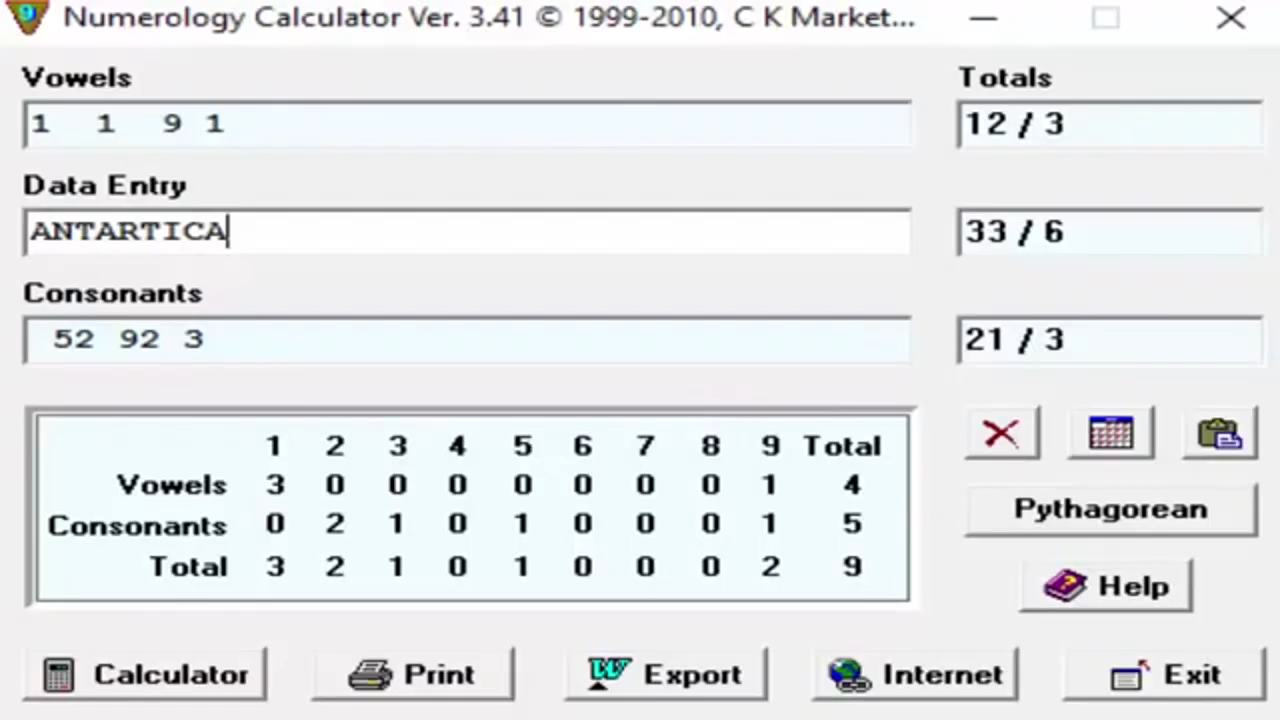 Numerology Calculator Ver. 3.41 © 1999-2010, C K Market...
Vowels Totals
1 1 9 1 12 / 3
Data Entry
ANTARTICA 33 / 6
Consonants
52 92 3 21 / 3
1 2 3 4 5 6 7 8 9 Total
Vowels 3 0 0 0 0 0 0 0 1 4
Consonants 0 2 1 0 1 0 0 0 1 5
Total 3 2 1 0 1 0 0 0 2 9
Pythagorean
Help
Calculator Print Export Internet Exit